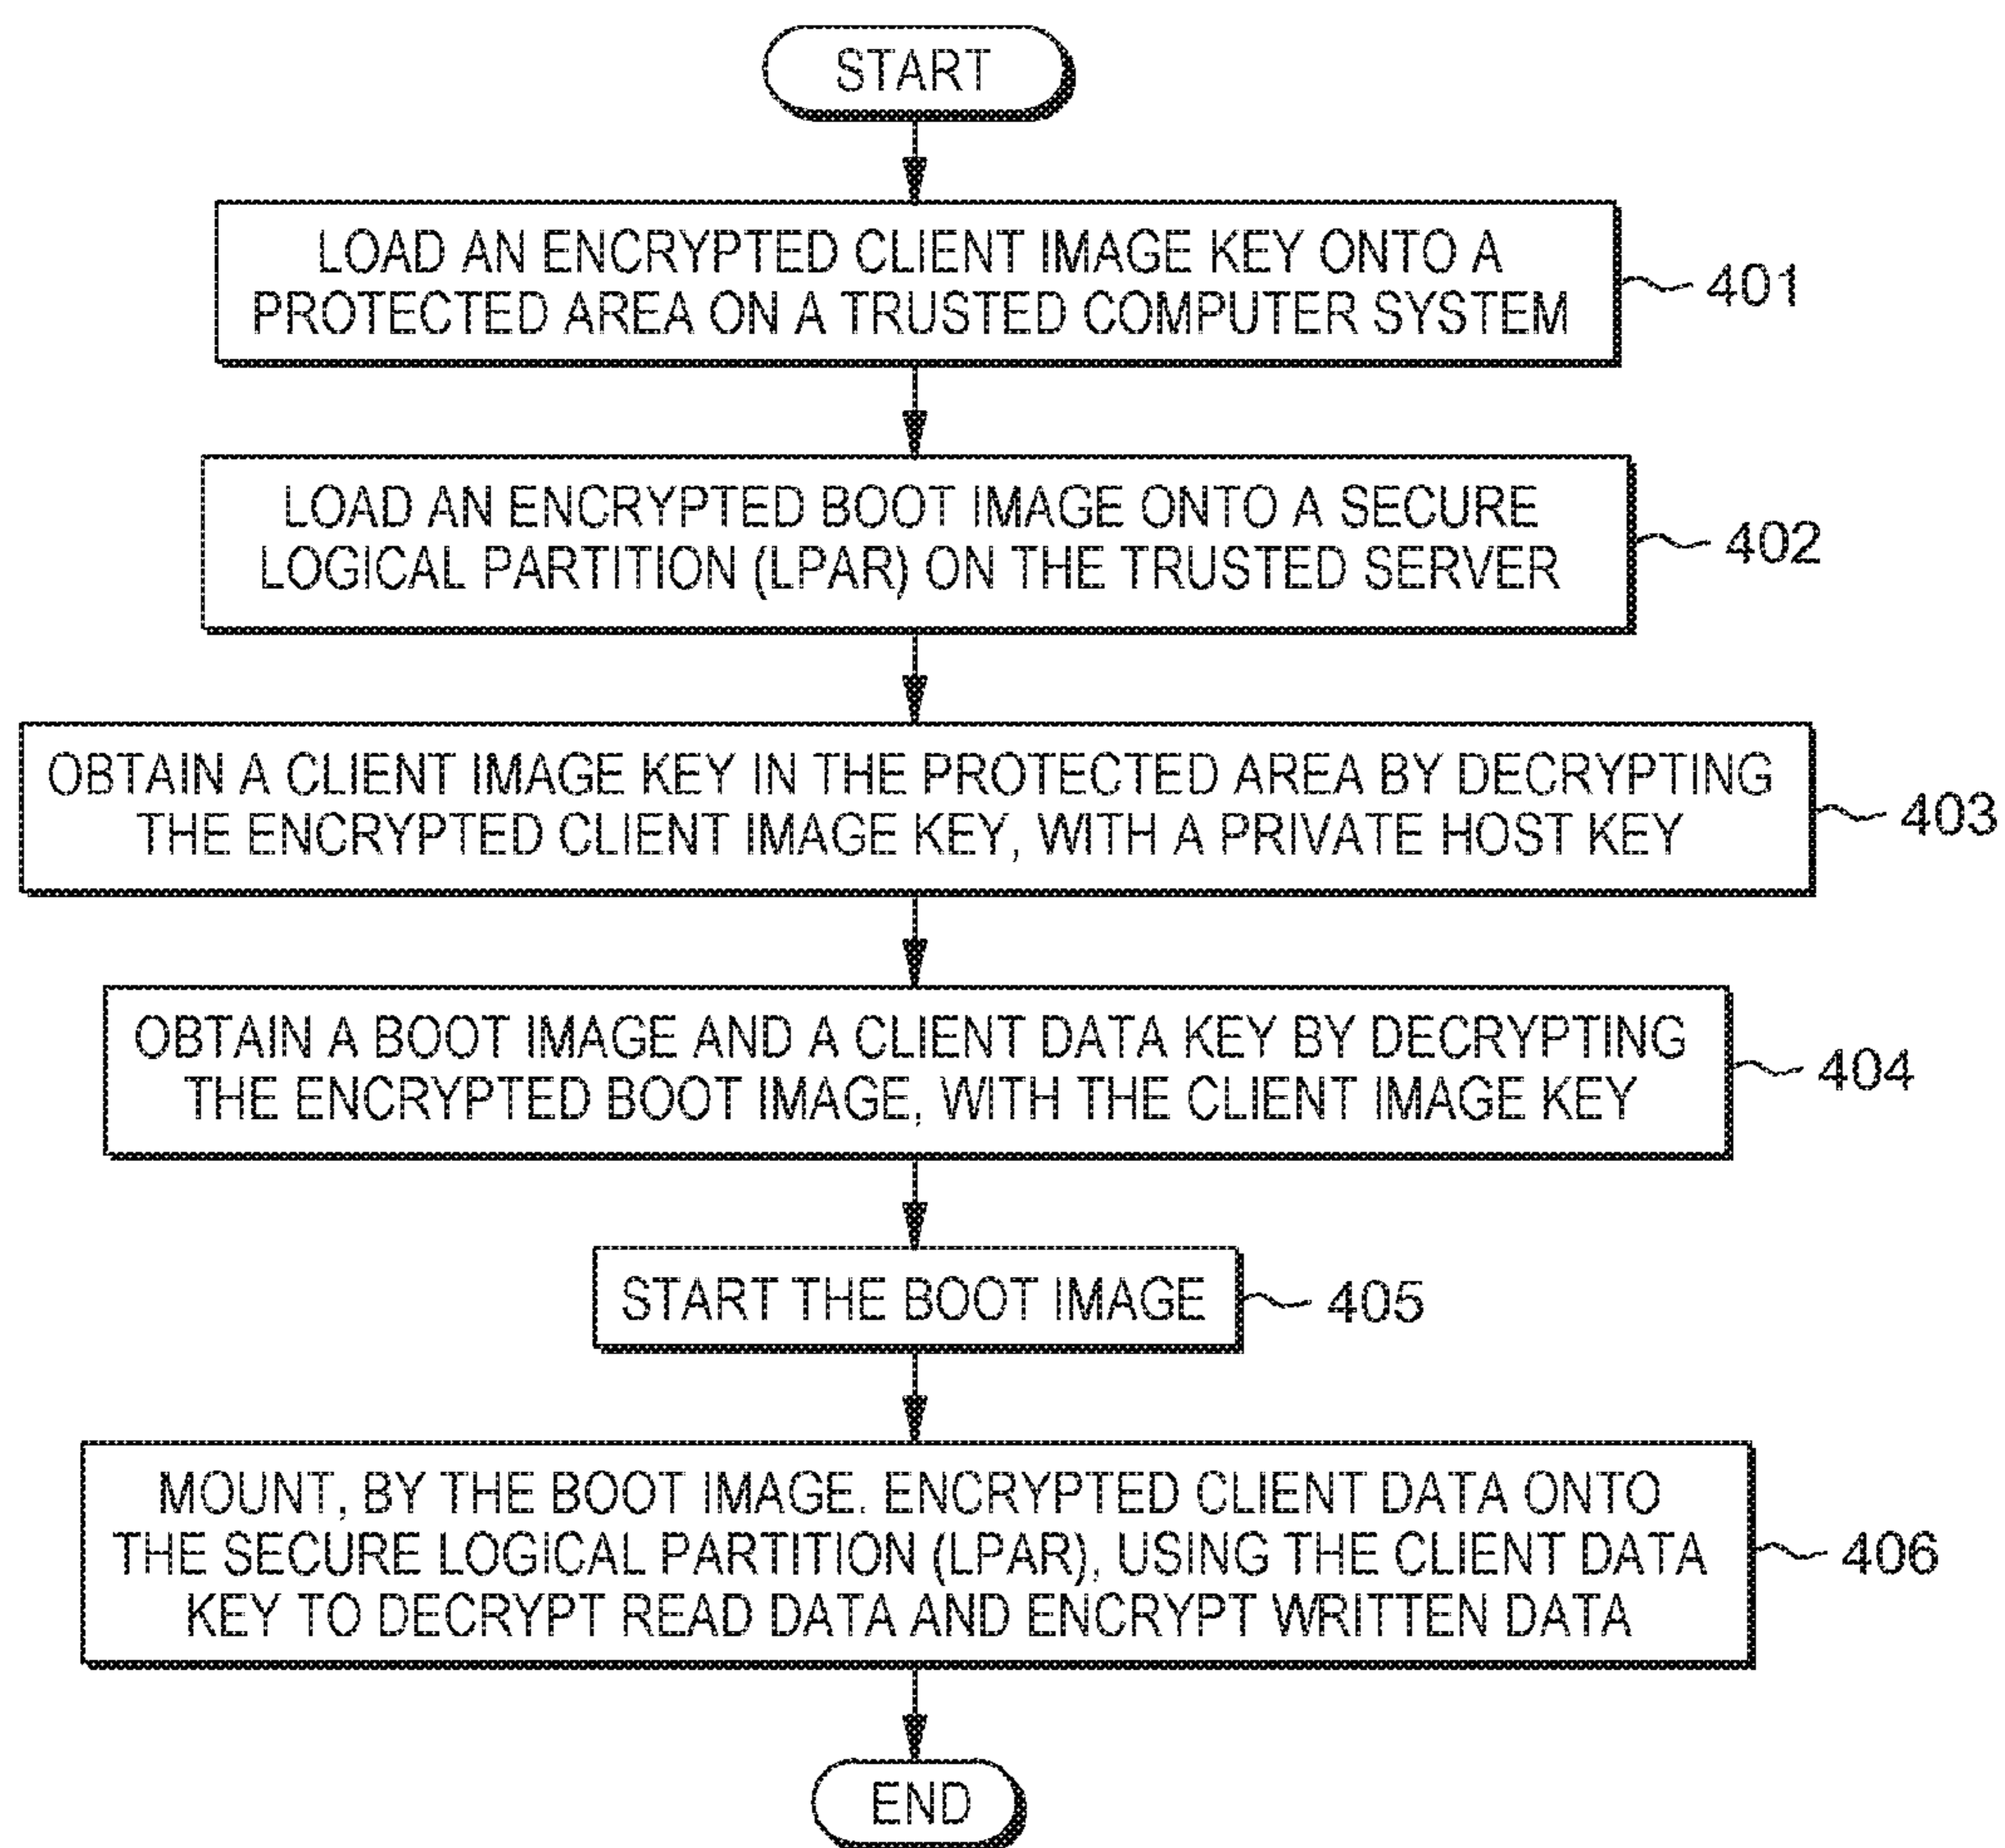 START
LOAD AN ENCRYPTED CLIENT IMAGE KEY ONTO A
PROTECTED AREA ON A TRUSTED COMPUTER SYSTEM
401
LOAD AN ENCRYPTED BOOT IMAGE ONTO A SECURE
LOGICAL PARTITION (LPAR) ON THE TRUSTED SERVER
402
OBTAIN A CLIENT IMAGE KEY IN THE PROTECTED AREA BY DECRYPTING
THE ENCRYPTED CLIENT IMAGE KEY, WITH A PRIVATE HOST KEY
403
OBTAIN A BOOT IMAGE AND A CLIENT DATA KEY BY DECRYPTING
THE ENCRYPTED BOOT IMAGE, WITH THE CLIENT IMAGE KEY
404
START THE BOOT IMAGE
405
MOUNT, BY THE BOOT IMAGE, ENCRYPTED CLIENT DATA ONTO
THE SECURE LOGICAL PARTITION (LPAR), USING THE CLIENT DATA
KEY TO DECRYPT READ DATA AND ENCRYPT WRITTEN DATA
406
END